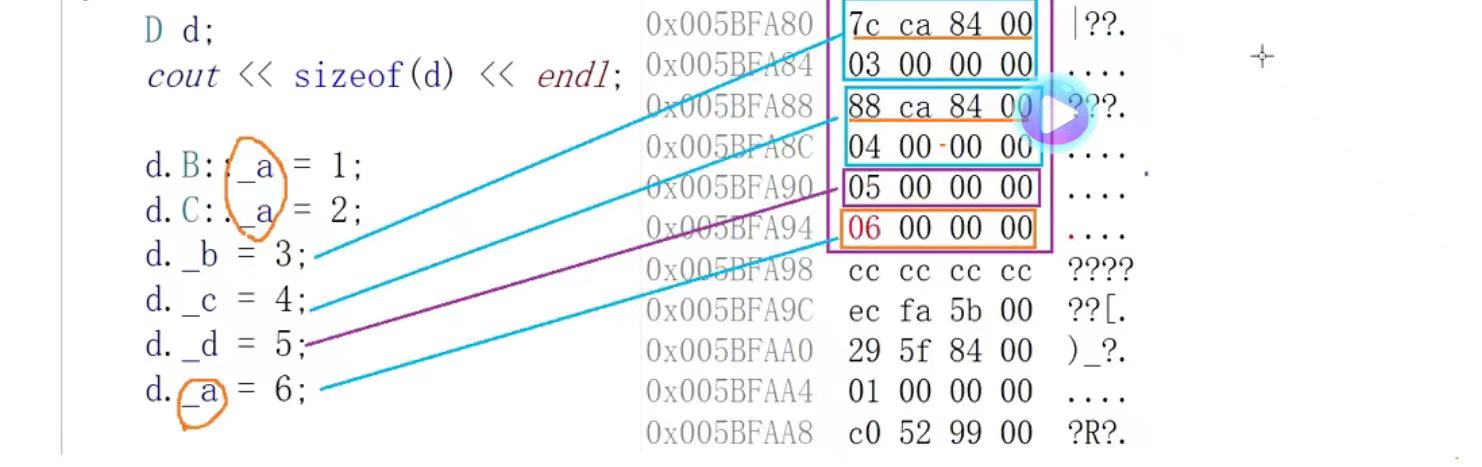 D d;
cout << sizeof(d) << endl;
d.B::_a = 1;
d.C::_a = 2;
d._b = 3;
d._c = 4;
d._d = 5;
d._a = 6;
0x005BFA80 7c ca 84 00 |??.
0x005BFA84 03 00 00 00 ....
0x005BFA88 88 ca 84 00 ???.
0x005BFA8C 04 00 00 00 ....
0x005BFA90 05 00 00 00 ....
0x005BFA94 06 00 00 00 ....
0x005BFA98 cc cc cc cc ????
0x005BFA9C ec fa 5b 00 ??[.
0x005BFAA0 29 5f 84 00 )_?.
0x005BFAA4 01 00 00 00 ....
0x005BFAA8 c0 52 99 00 ?R?.